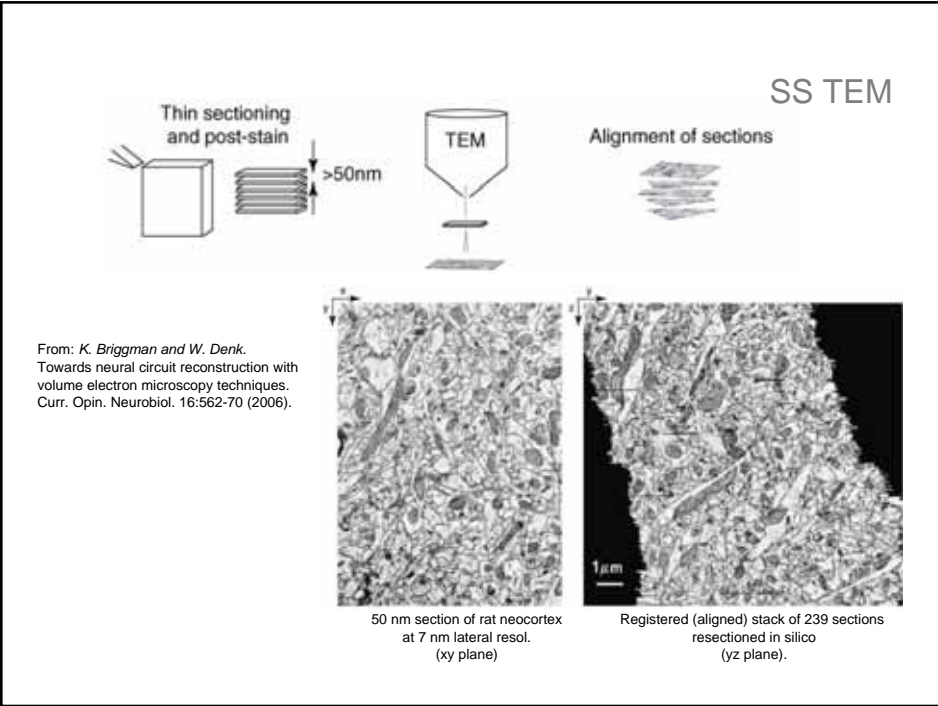 SS TEM
Thin sectioning
and post-stain
>50nm
TEM
Alignment of sections
From: K. Briggman and W. Denk.
Towards neural circuit reconstruction with
volume electron microscopy techniques.
Curr. Opin. Neurobiol. 16:562-70 (2006).
x
y
y
z
1μm
50 nm section of rat neocortex
at 7 nm lateral resol.
(xy plane)
Registered (aligned) stack of 239 sections
resectioned in silico
(yz plane).